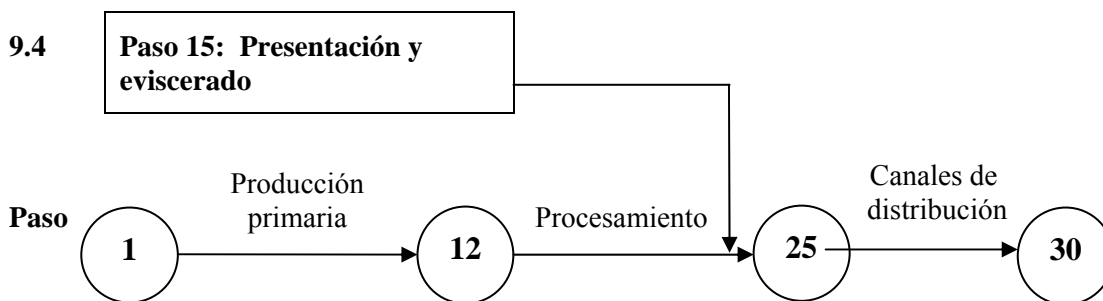 9.4
Paso 15: Presentación y
eviscerado
Producción
primaria
Procesamiento
Canales de
distribución
Paso
1
12
25
30